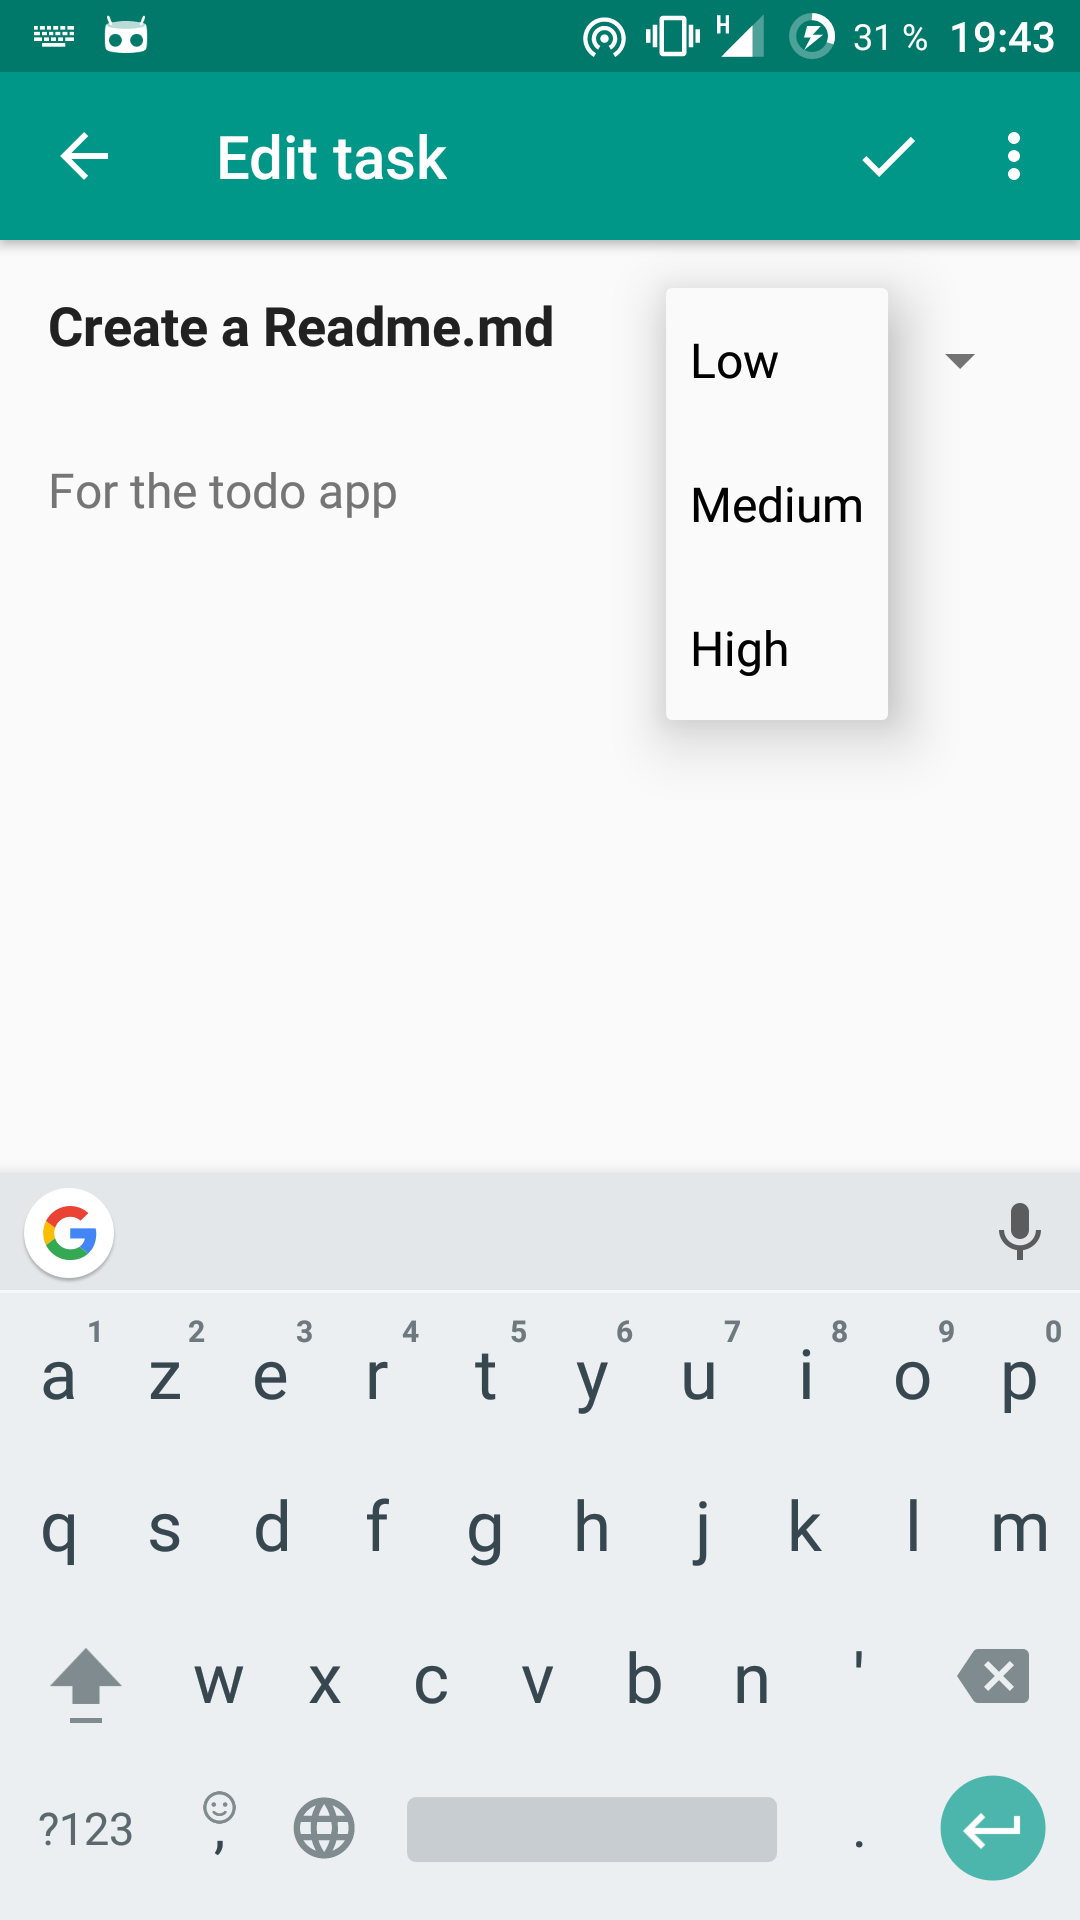 H 31 % 19:43
Edit task
Create a Readme.md
Low
For the todo app
Medium
High
G
1 2 3 4 5 6 7 8 9 0
a z e r t y u i o p
q s d f g h j k l m
w x c v b n '
?123 , .